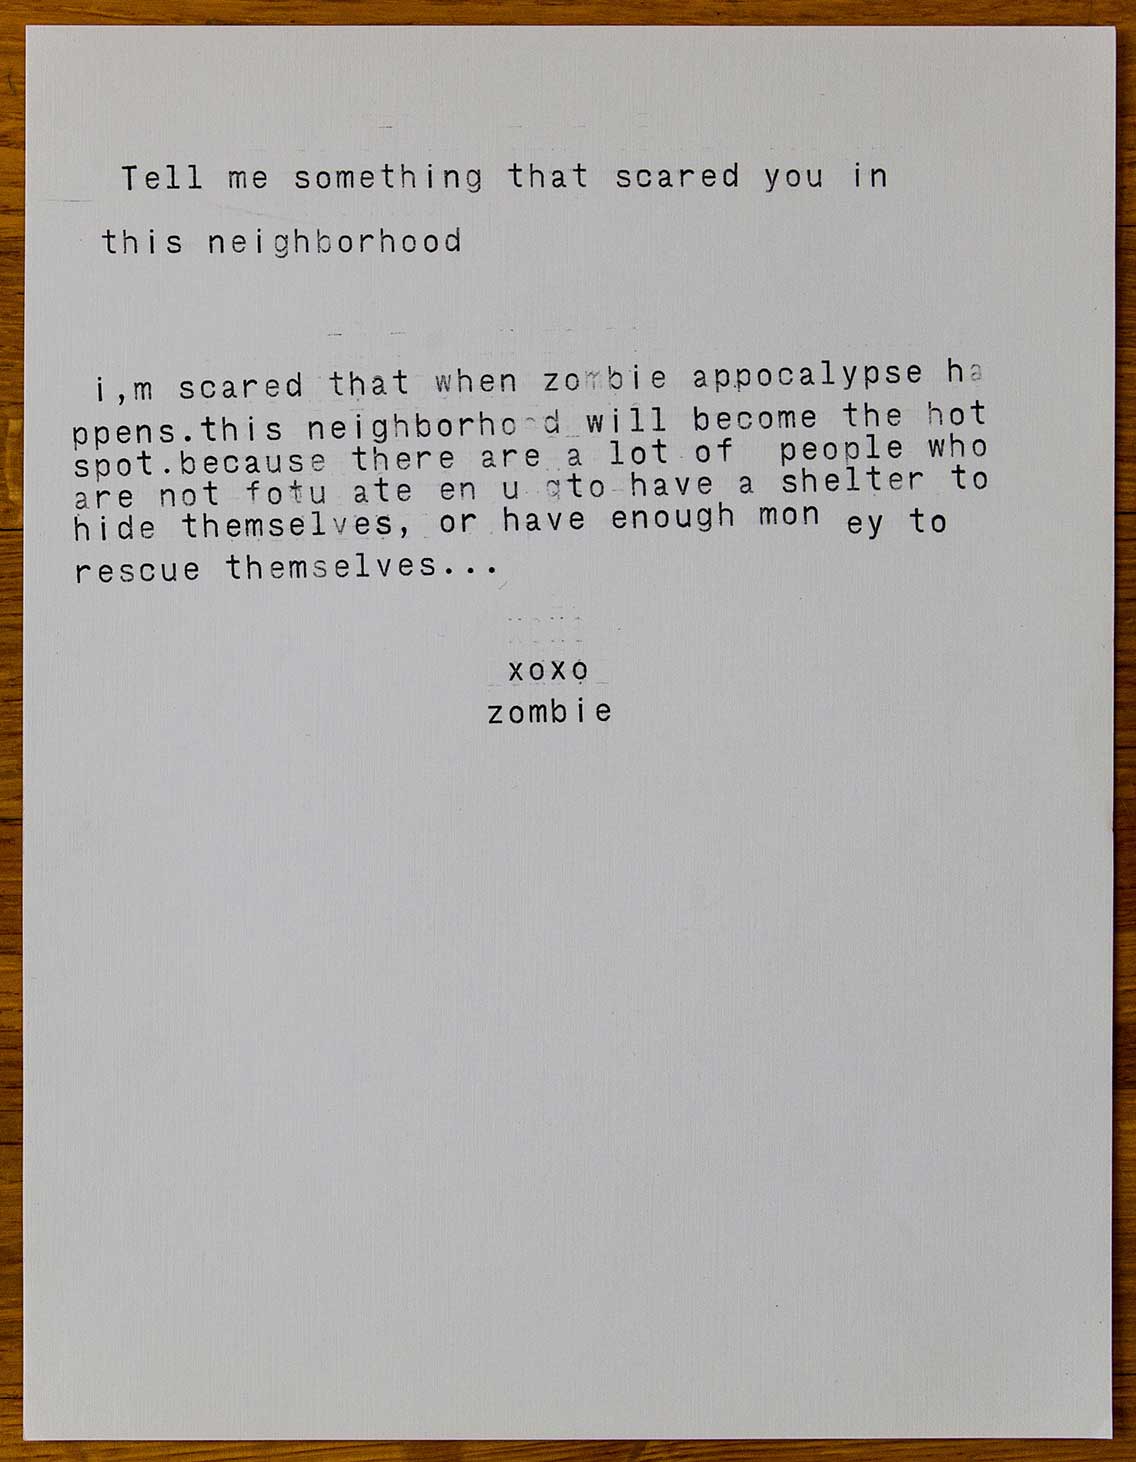 Tell me something that scared you in
this neighborhood
i,m scared that when zombie appocalypse ha
ppens.this neighborhood will become the hot
spot.because there are a lot of people who
are not fotu ate en u gto have a shelter to
hide themselves, or have enough mon ey to
rescue themselves...
xoxo
zombie